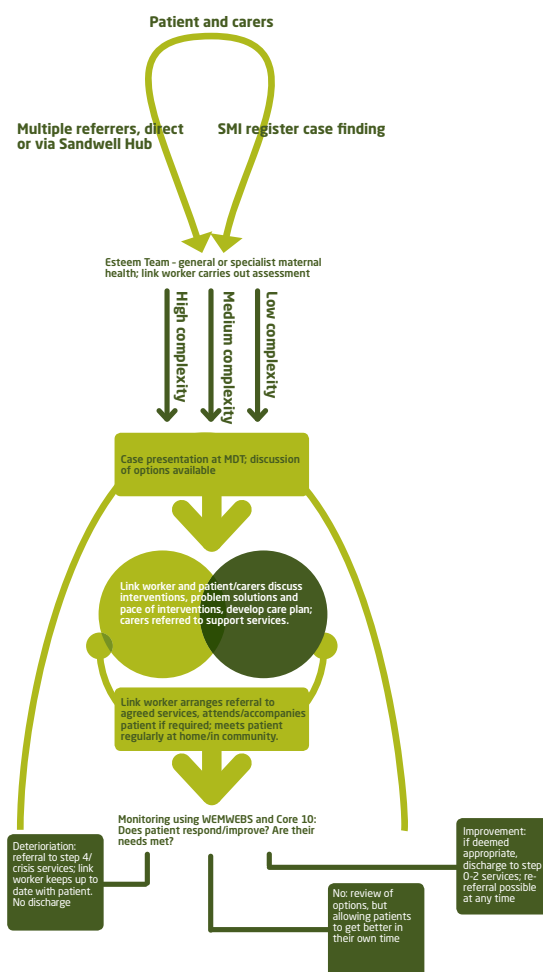 Patient and carers
Multiple referrers, direct
or via Sandwell Hub
SMI register case finding
Esteem Team – general or specialist maternal
health; link worker carries out assessment
High complexity
Medium complexity
Low complexity
Case presentation at MDT; discussion
of options available
Link worker and patient/carers discuss
interventions, problem solutions and
pace of interventions, develop care plan;
carers referred to support services.
Link worker arranges referral to
agreed services, attends/accompanies
patient if required; meets patient
regularly at home/in community.
Monitoring using WEMWEBS and Core 10:
Does patient respond/improve? Are their
needs met?
Deterioriation:
referral to step 4/
crisis services; link
worker keeps up to
date with patient.
No discharge
No: review of
options, but
allowing patients
to get better in
their own time
Improvement:
if deemed
appropriate,
discharge to step
0-2 services; re-
referral possible
at any time